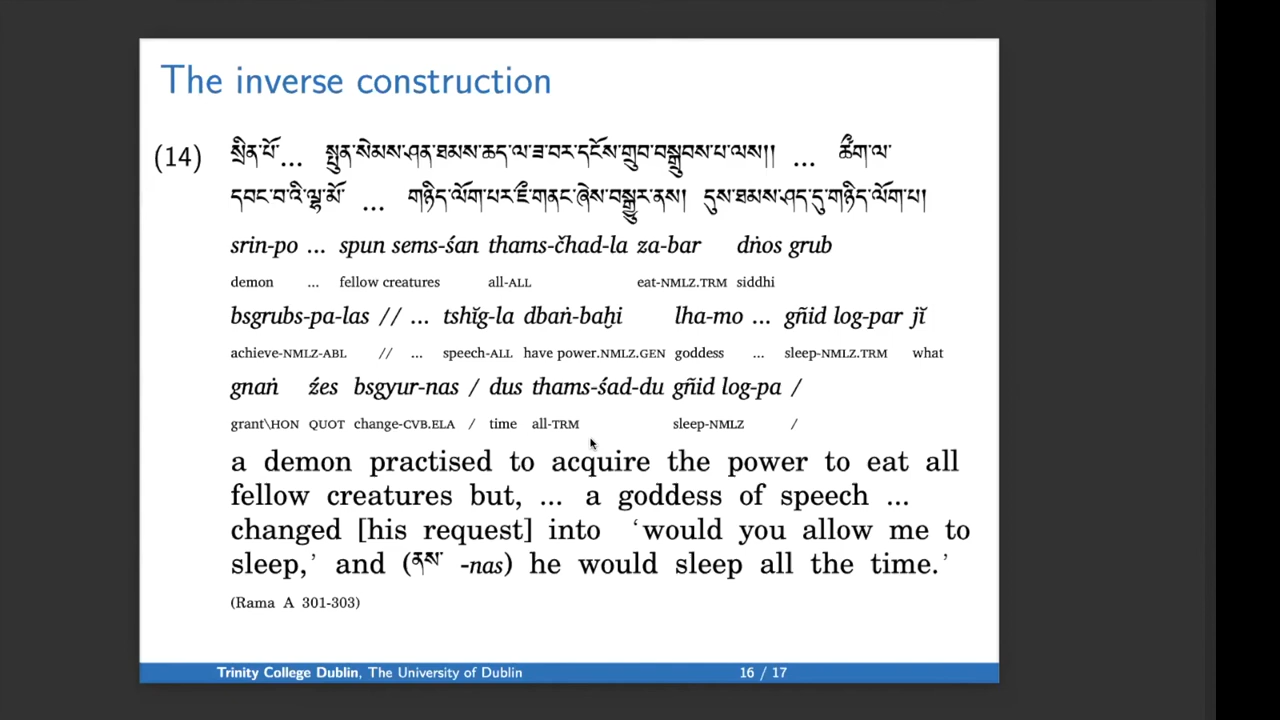 The inverse construction
(14) སྲིན་པོ་... སྤུན་སེམས་ཤན་ཐམས་ཆད་ལ་ཟ་བར་དངོས་གྲུབ་བསྒྲུབས་པ་ལས།། ... ཚྀག་ལ་
དབང་བའི་ལྷ་མོ་ ... གཉིད་ལོག་པར་ཇྀ་གནང་ཞེས་བསྒྱུར་ནས། དུས་ཐམས་ཤད་དུ་གཉིད་ལོག་པ།
srin-po ... spun sems-śan thams-čhad-la za-bar dṅos grub
demon ... fellow creatures all-ALL eat-NMLZ.TRM siddhi
bsgrubs-pa-las // ... tshĭg-la dbaṅ-baḫi lha-mo ... gñid log-par jĭ
achieve-NMLZ-ABL // ... speech-ALL have power.NMLZ.GEN goddess ... sleep-NMLZ.TRM what
gnaṅ źes bsgyur-nas / dus thams-śad-du gñid log-pa /
grant\HON QUOT change-CVB.ELA / time all-TRM sleep-NMLZ /
a demon practised to acquire the power to eat all
fellow creatures but, ... a goddess of speech ...
changed [his request] into ‘would you allow me to
sleep,’ and (ནས་ -nas) he would sleep all the time.’
(Rama A 301-303)
Trinity College Dublin, The University of Dublin 16 / 17